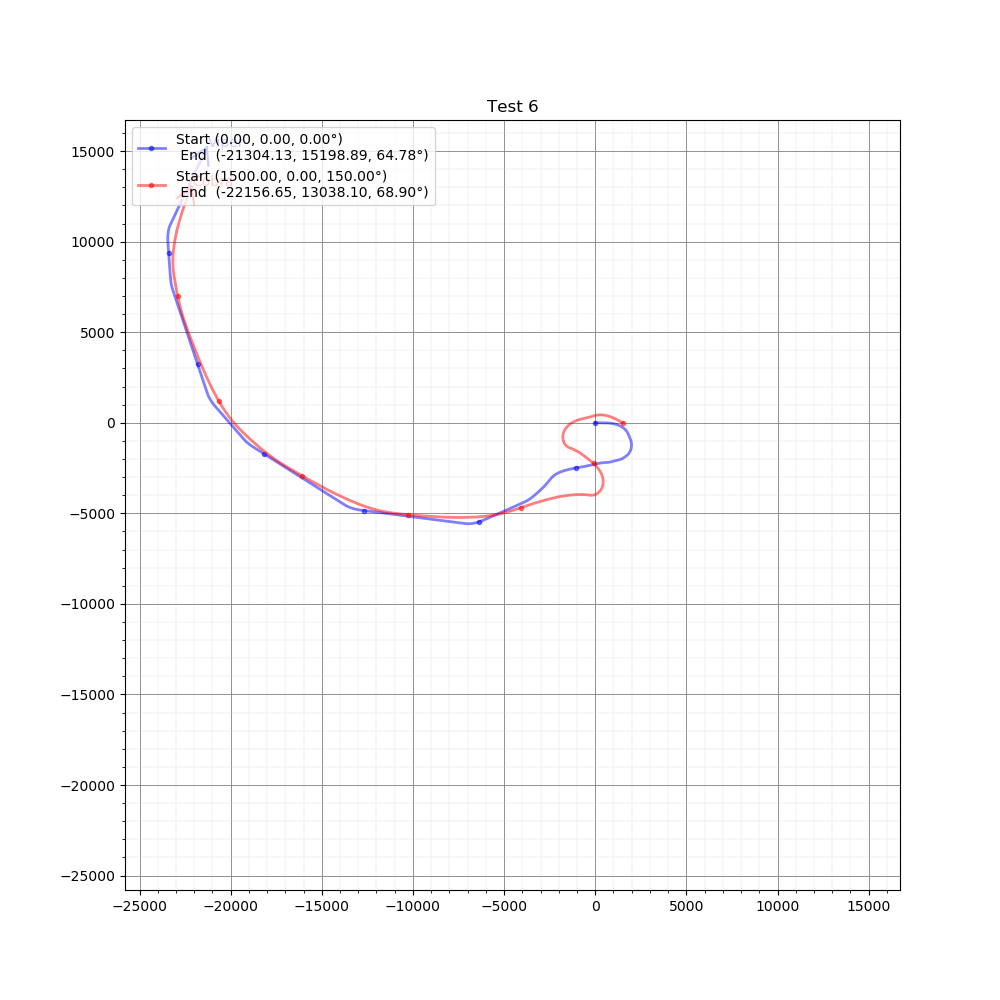 Test 6
Start (0.00, 0.00, 0.00°)
End (-21304.13, 15198.89, 64.78°)
Start (1500.00, 0.00, 150.00°)
End (-22156.65, 13038.10, 68.90°)
15000
10000
5000
0
−5000
−10000
−15000
−20000
−25000
−25000 −20000 −15000 −10000 −5000 0 5000 10000 15000